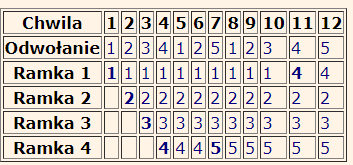 Chwila 1 2 3 4 5 6 7 8 9 10 11 12
Odwołanie 1 2 3 4 1 2 5 1 2 3 4 5
Ramka 1 1 1 1 1 1 1 1 1 1 1 4 4
Ramka 2 2 2 2 2 2 2 2 2 2 2 2
Ramka 3 3 3 3 3 3 3 3 3 3 3
Ramka 4 4 4 4 5 5 5 5 5 5